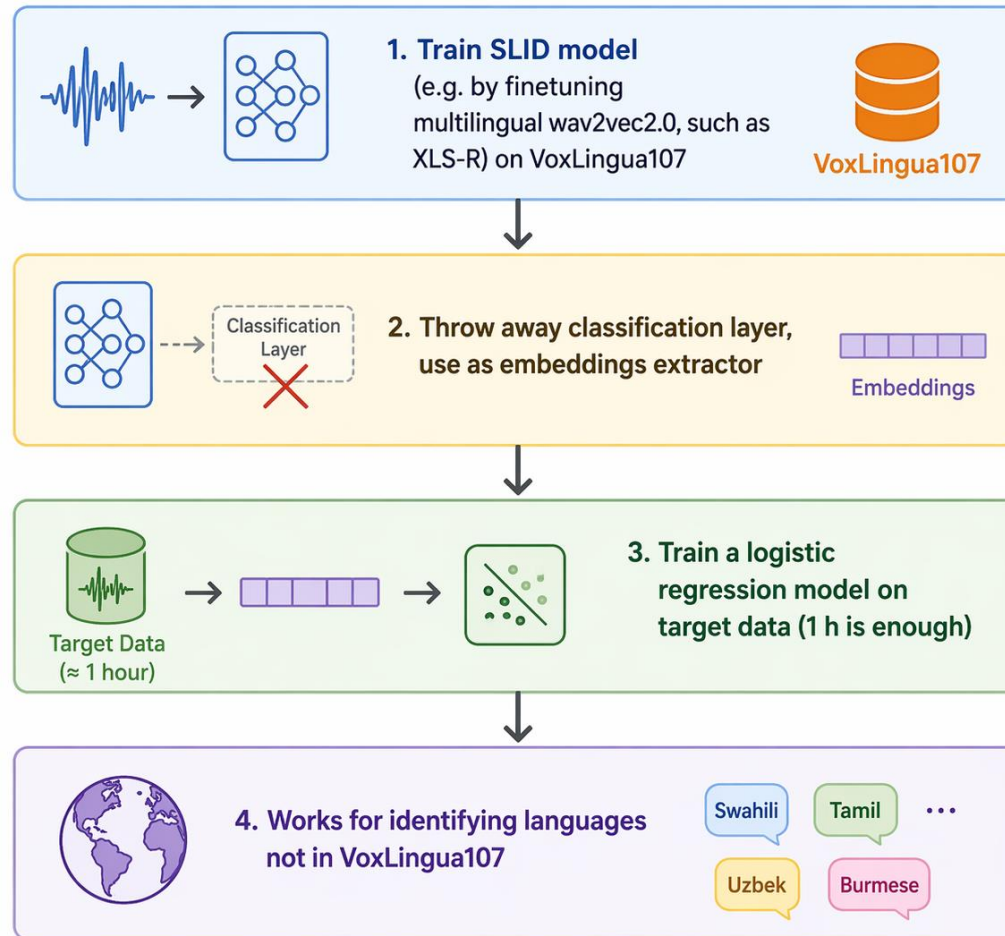 1. Train SLID model
(e.g. by finetuning
multilingual wav2vec2.0, such as
XLS-R) on VoxLingua107
VoxLingua107
Classification
Layer
2. Throw away classification layer,
use as embeddings extractor
Embeddings
Target Data
(≈ 1 hour)
3. Train a logistic
regression model on
target data (1 h is enough)
4. Works for identifying languages
not in VoxLingua107
Swahili
Tamil
...
Uzbek
Burmese